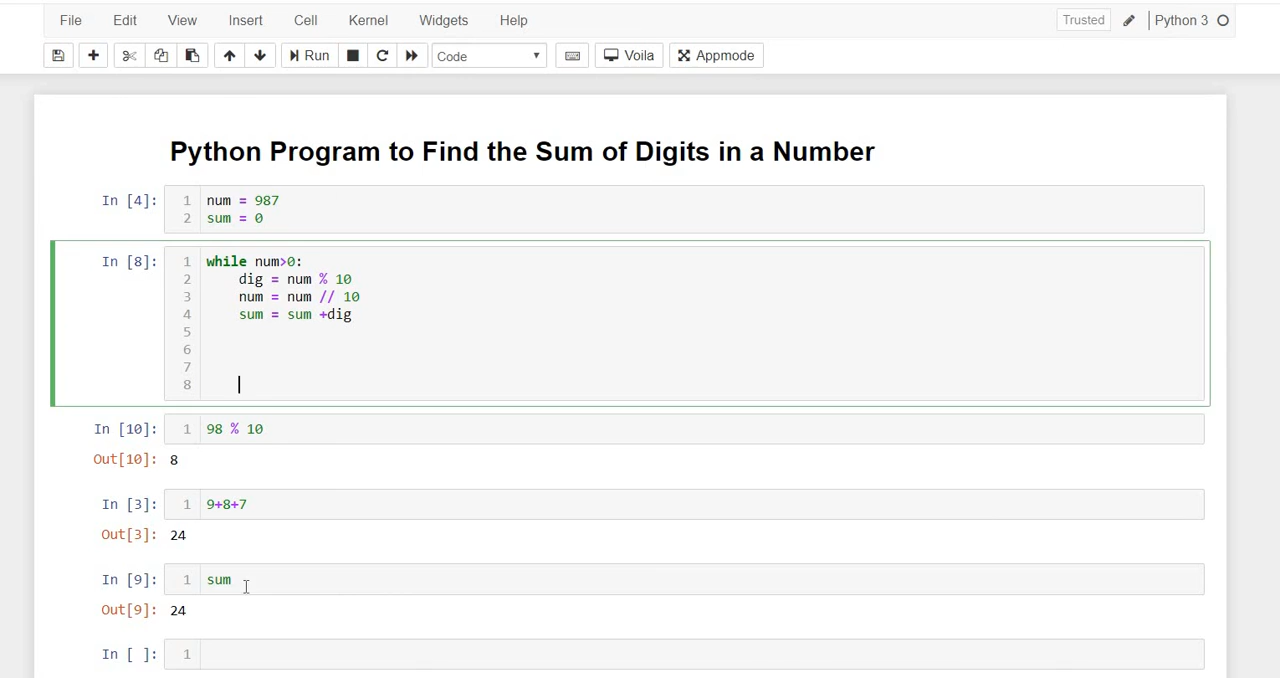 File Edit View Insert Cell Kernel Widgets Help Trusted Python 3
Run Code Voila Appmode
Python Program to Find the Sum of Digits in a Number
In [4]: 1 num = 987
2 sum = 0
In [8]: 1 while num>0:
2 dig = num % 10
3 num = num // 10
4 sum = sum +dig
5
6
7
8
In [10]: 1 98 % 10
Out[10]: 8
In [3]: 1 9+8+7
Out[3]: 24
In [9]: 1 sum
Out[9]: 24
In [ ]: 1